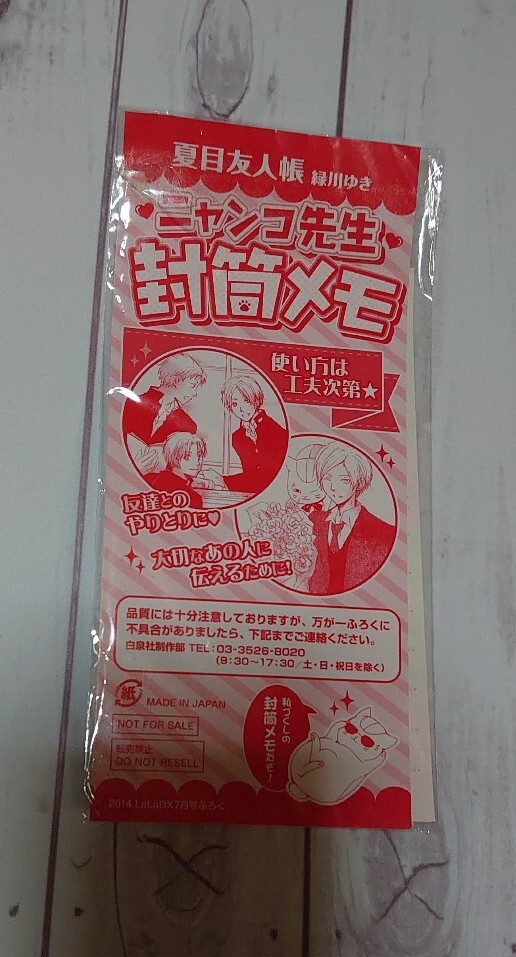 夏目友人帳 緑川ゆき
ニャンコ先生
封筒メモ
使い方は
工夫次第★
友達との
やりとりに♥
大切なあの人に
伝えるために!
品質には十分注意しておりますが、万が一ふろくに
不具合がありましたら、下記までご連絡ください。
白泉社制作部 TEL:03-3526-8020
(9:30~17:30/土・日・祝日を除く)
紙
MADE IN JAPAN
NOT FOR SALE
転売禁止
DO NOT RESELL
私づくしの
封筒メモだぞ!
2014 LaLaDX7月号ふろく